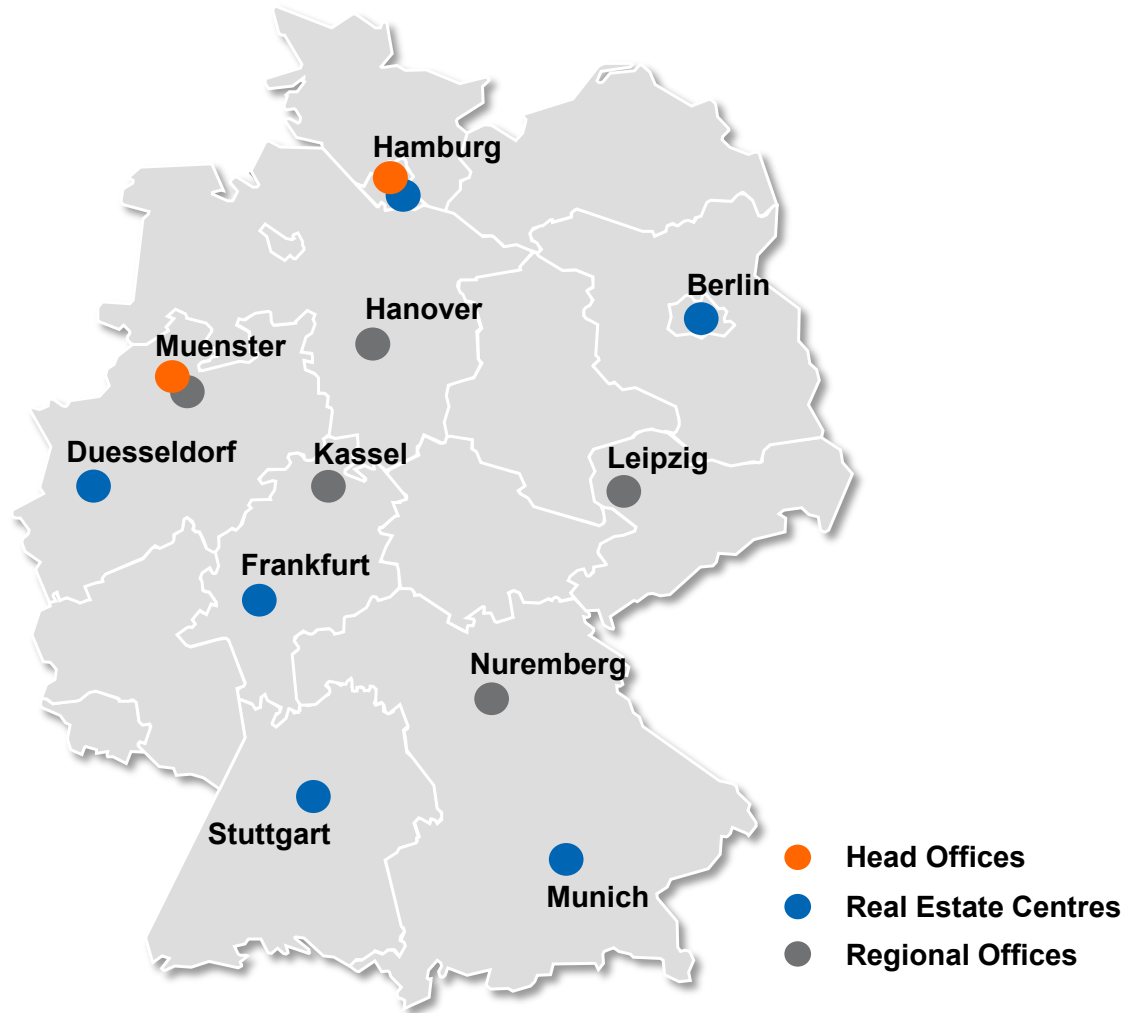 Hamburg
Berlin
Hanover
Muenster
Duesseldorf
Kassel
Leipzig
Frankfurt
Nuremberg
Stuttgart
Munich
Head Offices
Real Estate Centres
Regional Offices